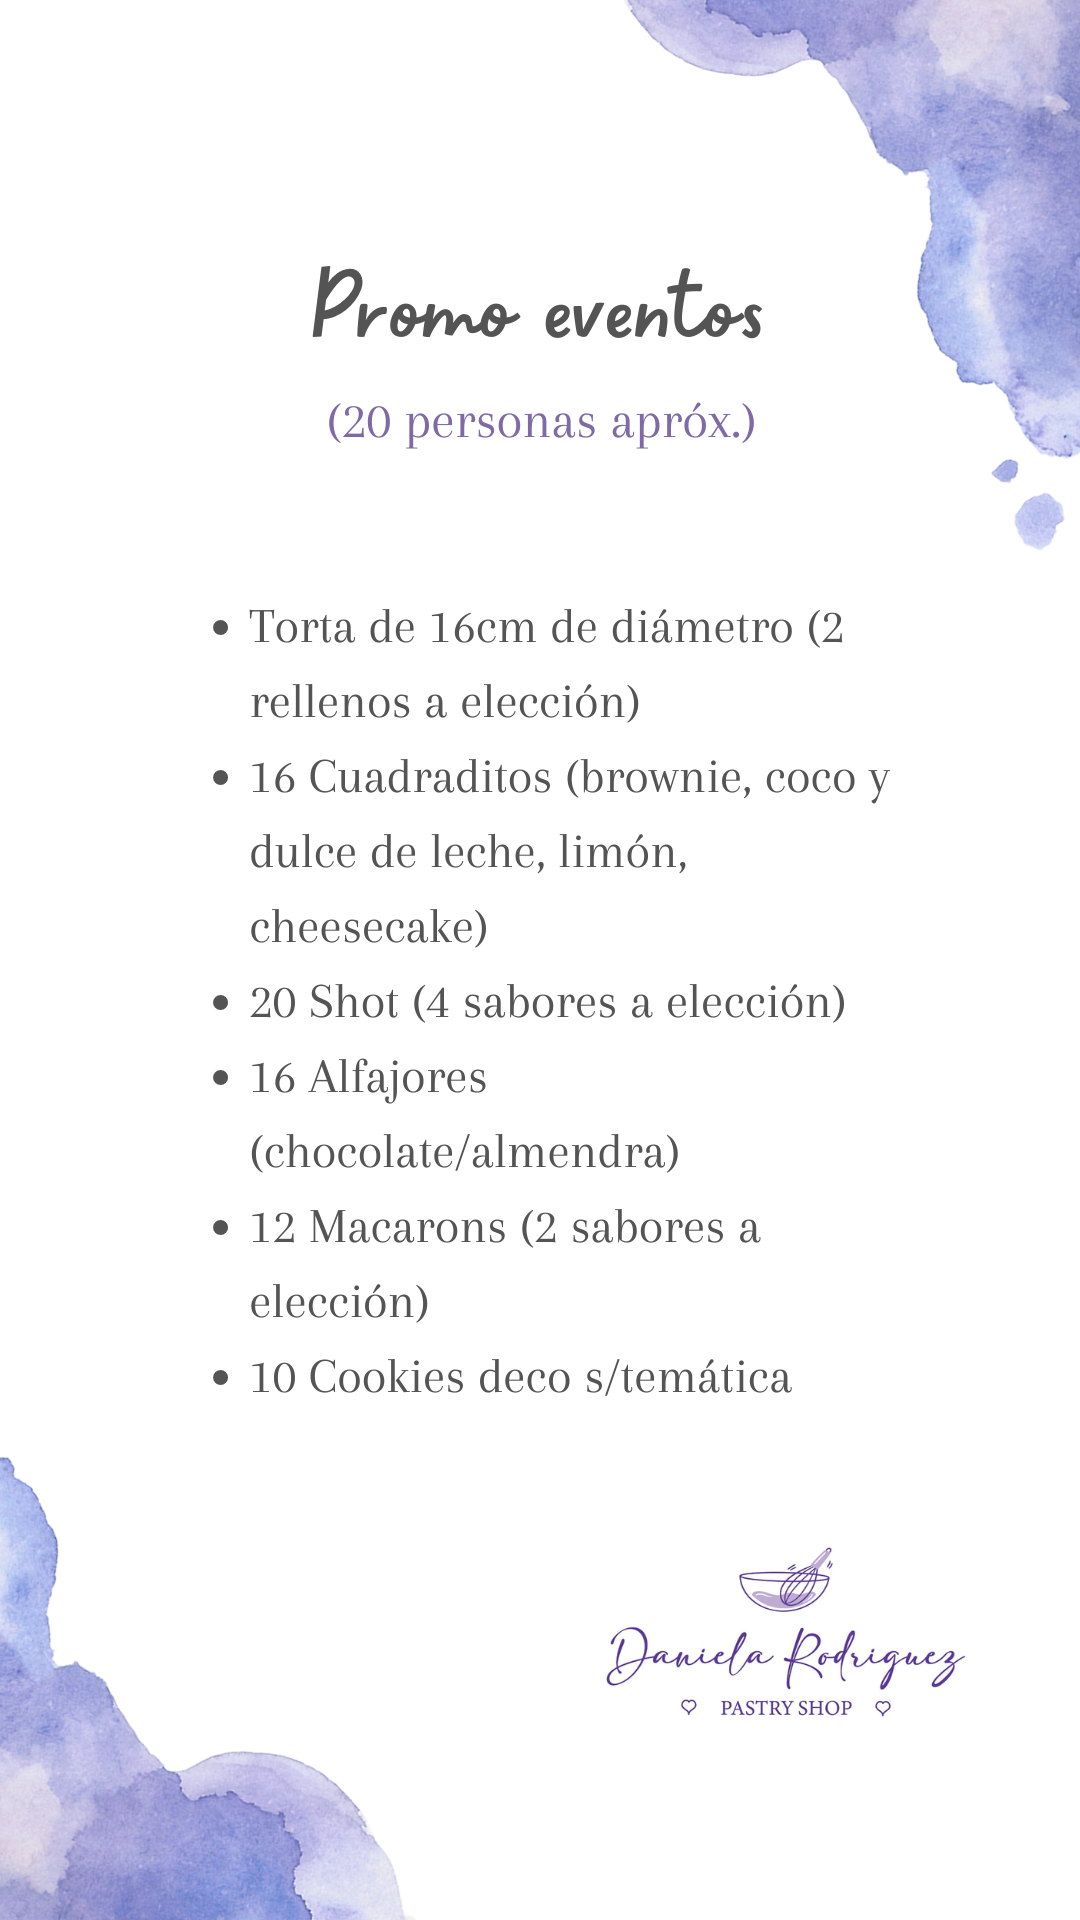 Promo eventos
(20 personas apróx.)
• Torta de 16cm de diámetro (2
rellenos a elección)
• 16 Cuadraditos (brownie, coco y
dulce de leche, limón,
cheesecake)
• 20 Shot (4 sabores a elección)
• 16 Alfajores
(chocolate/almendra)
• 12 Macarons (2 sabores a
elección)
• 10 Cookies deco s/temática
Daniela Rodriguez
PASTRY SHOP